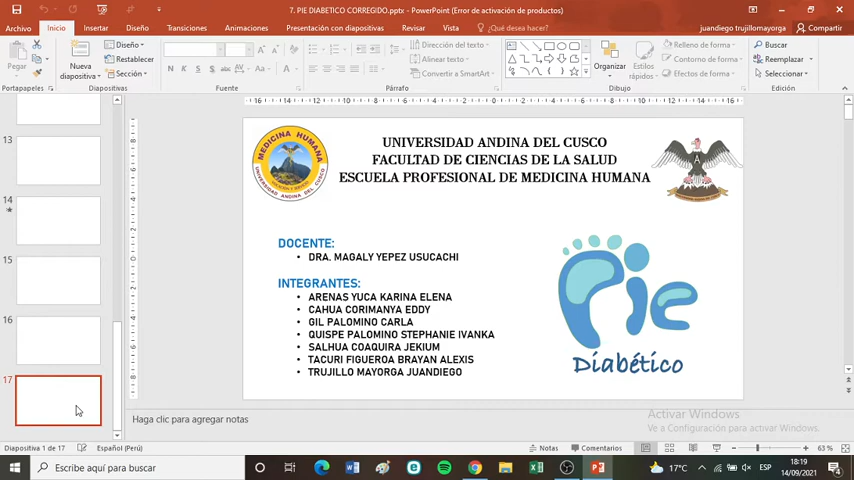 7. PIE DIABETICO CORREGIDO.pptx - PowerPoint (Error de activación de productos)
Archivo Inicio Insertar Diseño Transiciones Animaciones Presentación con diapositivas Revisar Vista ¿Qué desea hacer? juandiego trujillomayorga Compartir
Pegar
Nueva diapositiva
Diseño
Restablecer
Sección
N K S S abc AV Aa A
Dirección del texto
Alinear texto
Convertir a SmartArt
Organizar
Estilos rápidos
Relleno de forma
Contorno de forma
Efectos de forma
Buscar
Reemplazar
Seleccionar
Portapapeles Diapositivas Fuente Párrafo Dibujo Edición
13
14
15
16
17
MEDICINA HUMANA
UNIVERSIDAD ANDINA DEL CUSCO
UNIVERSIDAD ANDINA DEL CUSCO
FACULTAD DE CIENCIAS DE LA SALUD
ESCUELA PROFESIONAL DE MEDICINA HUMANA
DOCENTE:
• DRA. MAGALY YEPEZ USUCACHI
INTEGRANTES:
• ARENAS YUCA KARINA ELENA
• CAHUA CORIMANYA EDDY
• GIL PALOMINO CARLA
• QUISPE PALOMINO STEPHANIE IVANKA
• SALHUA COAQUIRA JEKIUM
• TACURI FIGUEROA BRAYAN ALEXIS
• TRUJILLO MAYORGA JUANDIEGO
Pie
Diabético
Haga clic para agregar notas
Activar Windows
Ve a Configuración para activar Windows.
Diapositiva 1 de 17 Español (Perú) Notas Comentarios 63 %
Escribe aquí para buscar
17°C ESP
18:19
14/09/2021
4